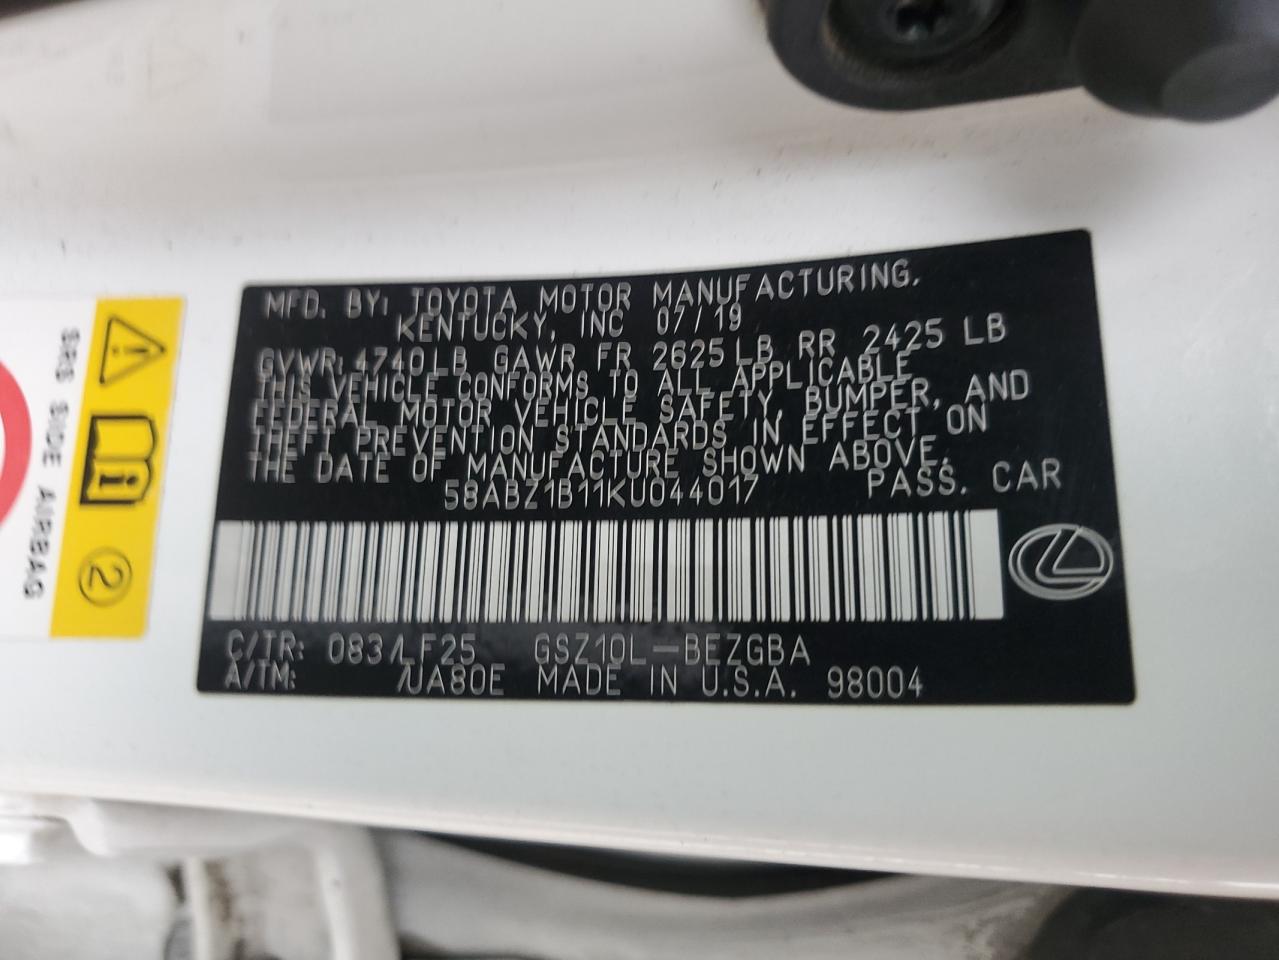 MFD. BY: TOYOTA MOTOR MANUFACTURING,
KENTUCKY, INC 07/19
GVWR:4740LB GAWR FR 2625LB RR 2425 LB
THIS VEHICLE CONFORMS TO ALL APPLICABLE
FEDERAL MOTOR VEHICLE SAFETY, BUMPER, AND
THEFT PREVENTION STANDARDS IN EFFECT ON
THE DATE OF MANUFACTURE SHOWN ABOVE.
58ABZ1B11KU044017 PASS. CAR
C/TR: 083/LF25 GSZ10L-BEZGBA
A/TM: /UA80E MADE IN U.S.A. 98004
SRS SIDE AIRBAG
2